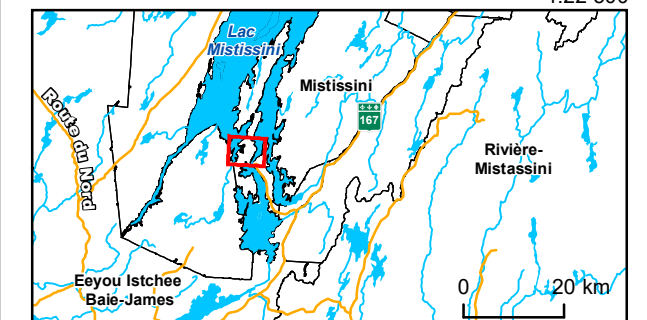 Lac
Mistissini
Mistissini
167
Route du Nord
Rivière-
Mistassini
Eeyou Istchee
Baie-James
0 20 km